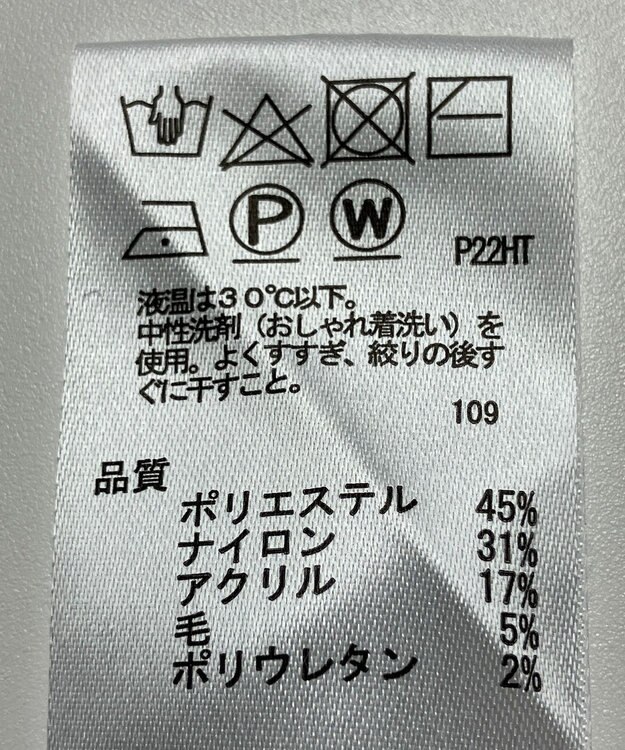 P W
P22HT
液温は30℃以下。
中性洗剤（おしゃれ着洗い）を
使用。よくすすぎ、絞りの後す
ぐに干すこと。
109
品質
ポリエステル 45%
ナイロン 31%
アクリル 17%
毛 5%
ポリウレタン 2%